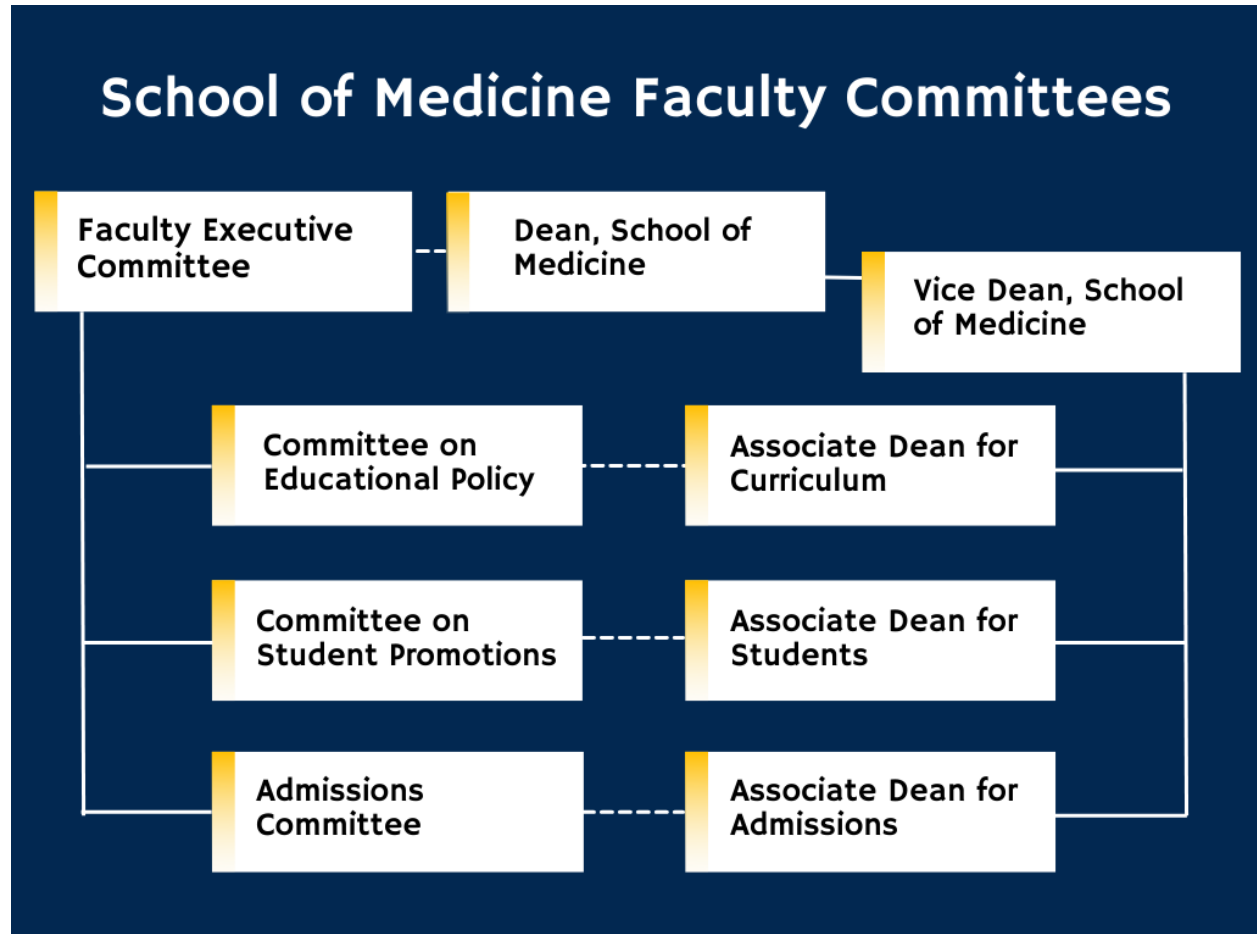 School of Medicine Faculty Committees
Faculty Executive
Committee
Dean, School of
Medicine
Vice Dean, School
of Medicine
Committee on
Educational Policy
Associate Dean for
Curriculum
Committee on
Student Promotions
Associate Dean for
Students
Admissions
Committee
Associate Dean for
Admissions